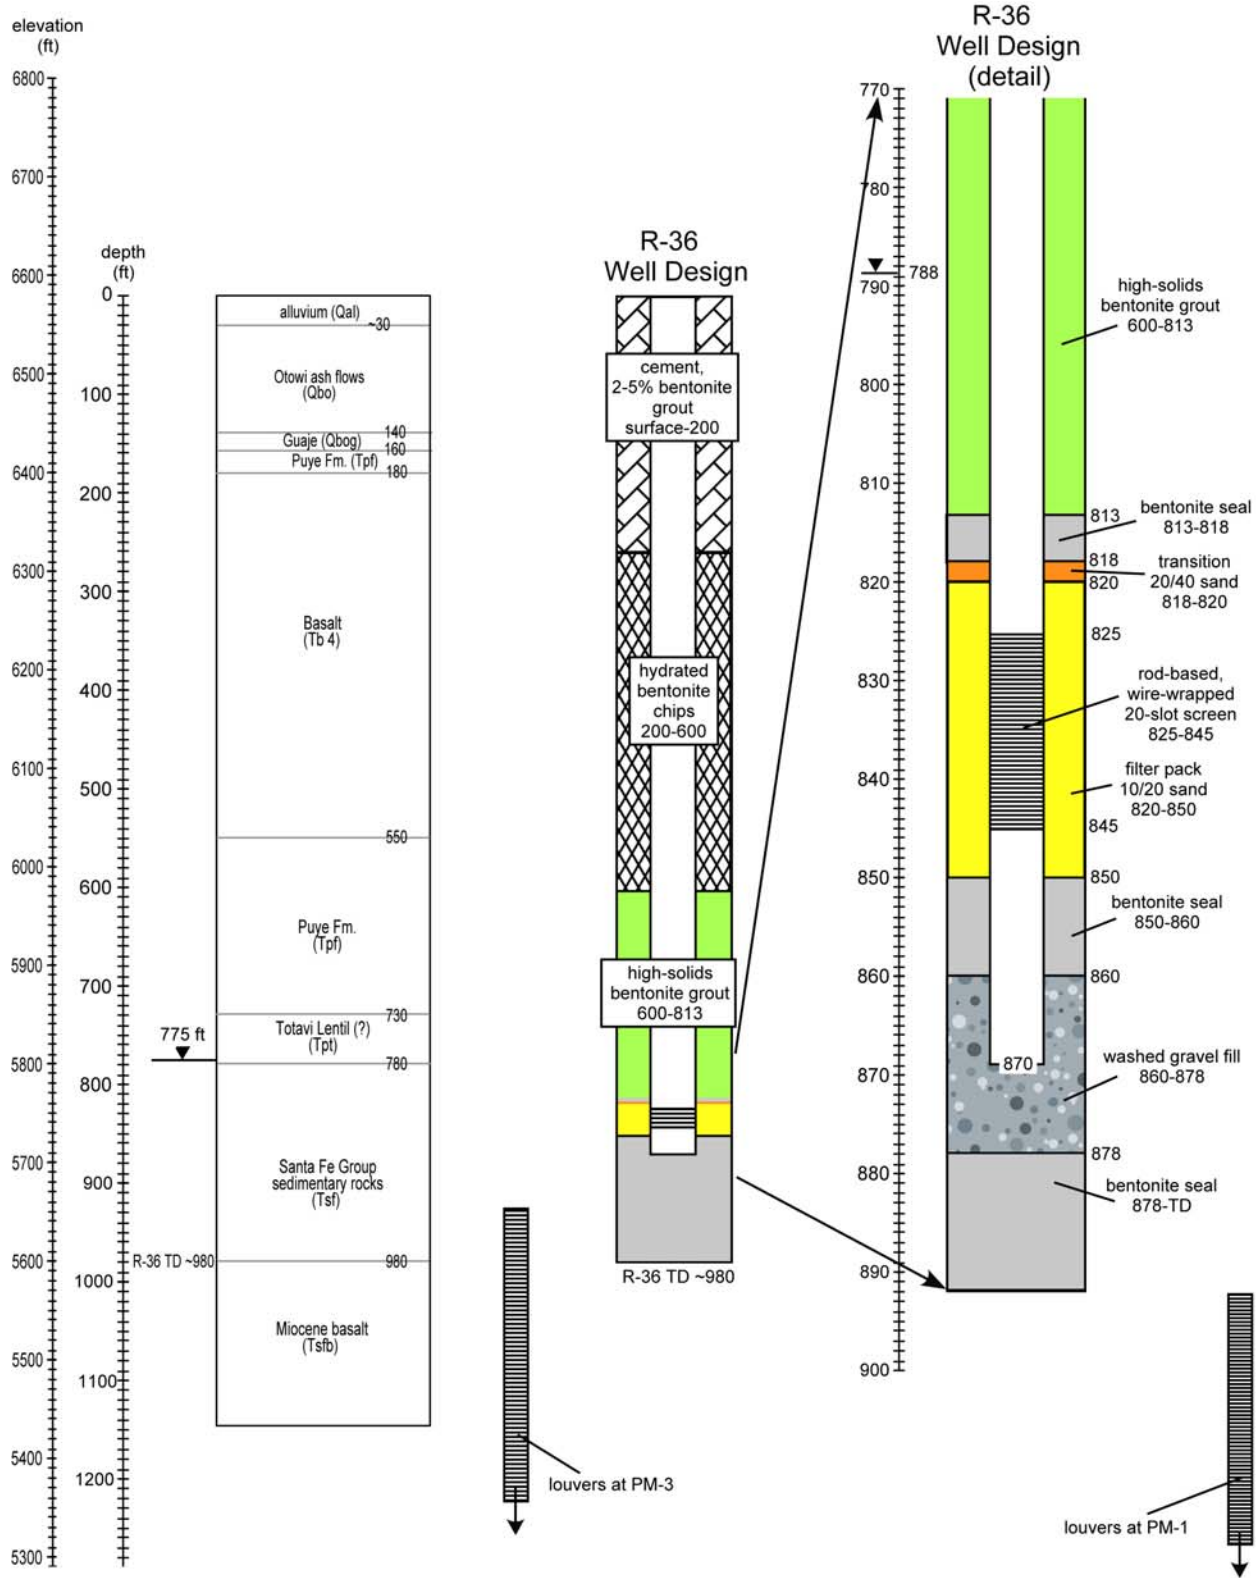 elevation
(ft)
6800
6700
6600
6500
6400
6300
6200
6100
6000
5900
5800
5700
5600
5500
5400
5300
depth
(ft)
0
100
200
300
400
500
600
700
800
900
1000
1100
1200
775 ft
R-36 TD ~980
alluvium (Qal)
~30
Otowi ash flows
(Qbo)
140
Guaje (Qbog)
160
Puye Fm. (Tpf)
180
Basalt
(Tb 4)
550
Puye Fm.
(Tpf)
730
Totavi Lentil (?)
(Tpt)
780
Santa Fe Group
sedimentary rocks
(Tsf)
980
Miocene basalt
(Tsfb)
louvers at PM-3
R-36
Well Design
cement,
2-5% bentonite
grout
surface-200
hydrated
bentonite
chips
200-600
high-solids
bentonite grout
600-813
R-36 TD ~980
R-36
Well Design
(detail)
770
780
788
790
800
810
820
830
840
850
860
870
880
890
900
high-solids
bentonite grout
600-813
813
bentonite seal
813-818
818
transition
20/40 sand
818-820
820
825
rod-based,
wire-wrapped
20-slot screen
825-845
filter pack
10/20 sand
820-850
845
850
bentonite seal
850-860
860
870
washed gravel fill
860-878
878
bentonite seal
878-TD
louvers at PM-1